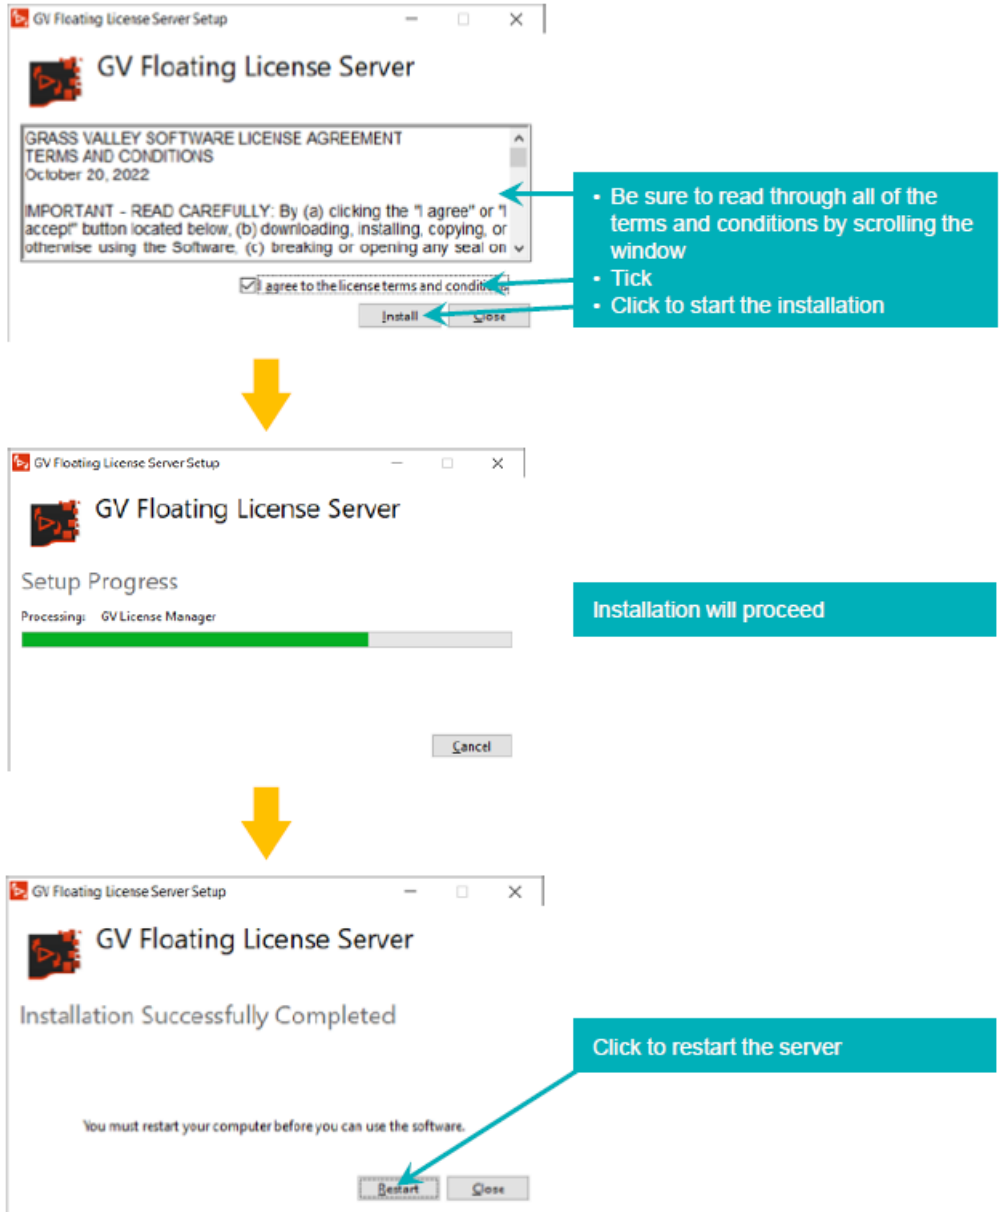 GV Floating License Server Setup
GV Floating License Server
GRASS VALLEY SOFTWARE LICENSE AGREEMENT
TERMS AND CONDITIONS
October 20, 2022
IMPORTANT - READ CAREFULLY: By (a) clicking the "I agree" or "I
accept" button located below, (b) downloading, installing, copying, or
otherwise using the Software, (c) breaking or opening any seal on
I agree to the license terms and conditions
Install Close
• Be sure to read through all of the
terms and conditions by scrolling the
window
• Tick
• Click to start the installation
GV Floating License Server Setup
GV Floating License Server
Setup Progress
Processing: GV License Manager
Cancel
Installation will proceed
GV Floating License Server Setup
GV Floating License Server
Installation Successfully Completed
You must restart your computer before you can use the software.
Restart Close
Click to restart the server